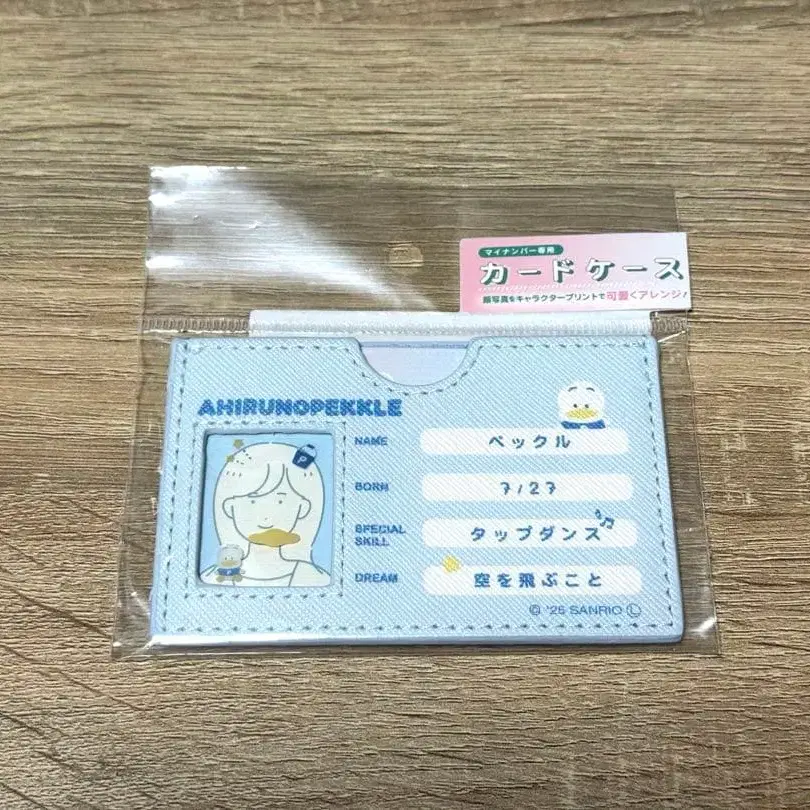 マイナンバー専用
カードケース
顔写真をキャラクタープリントで可愛くアレンジ!
AHIRUNOPEKKLE
NAME ペックル
BORN 7/27
SPECIAL SKILL タップダンス
DREAM 空を飛ぶこと
© '25 SANRIO Ⓛ
P